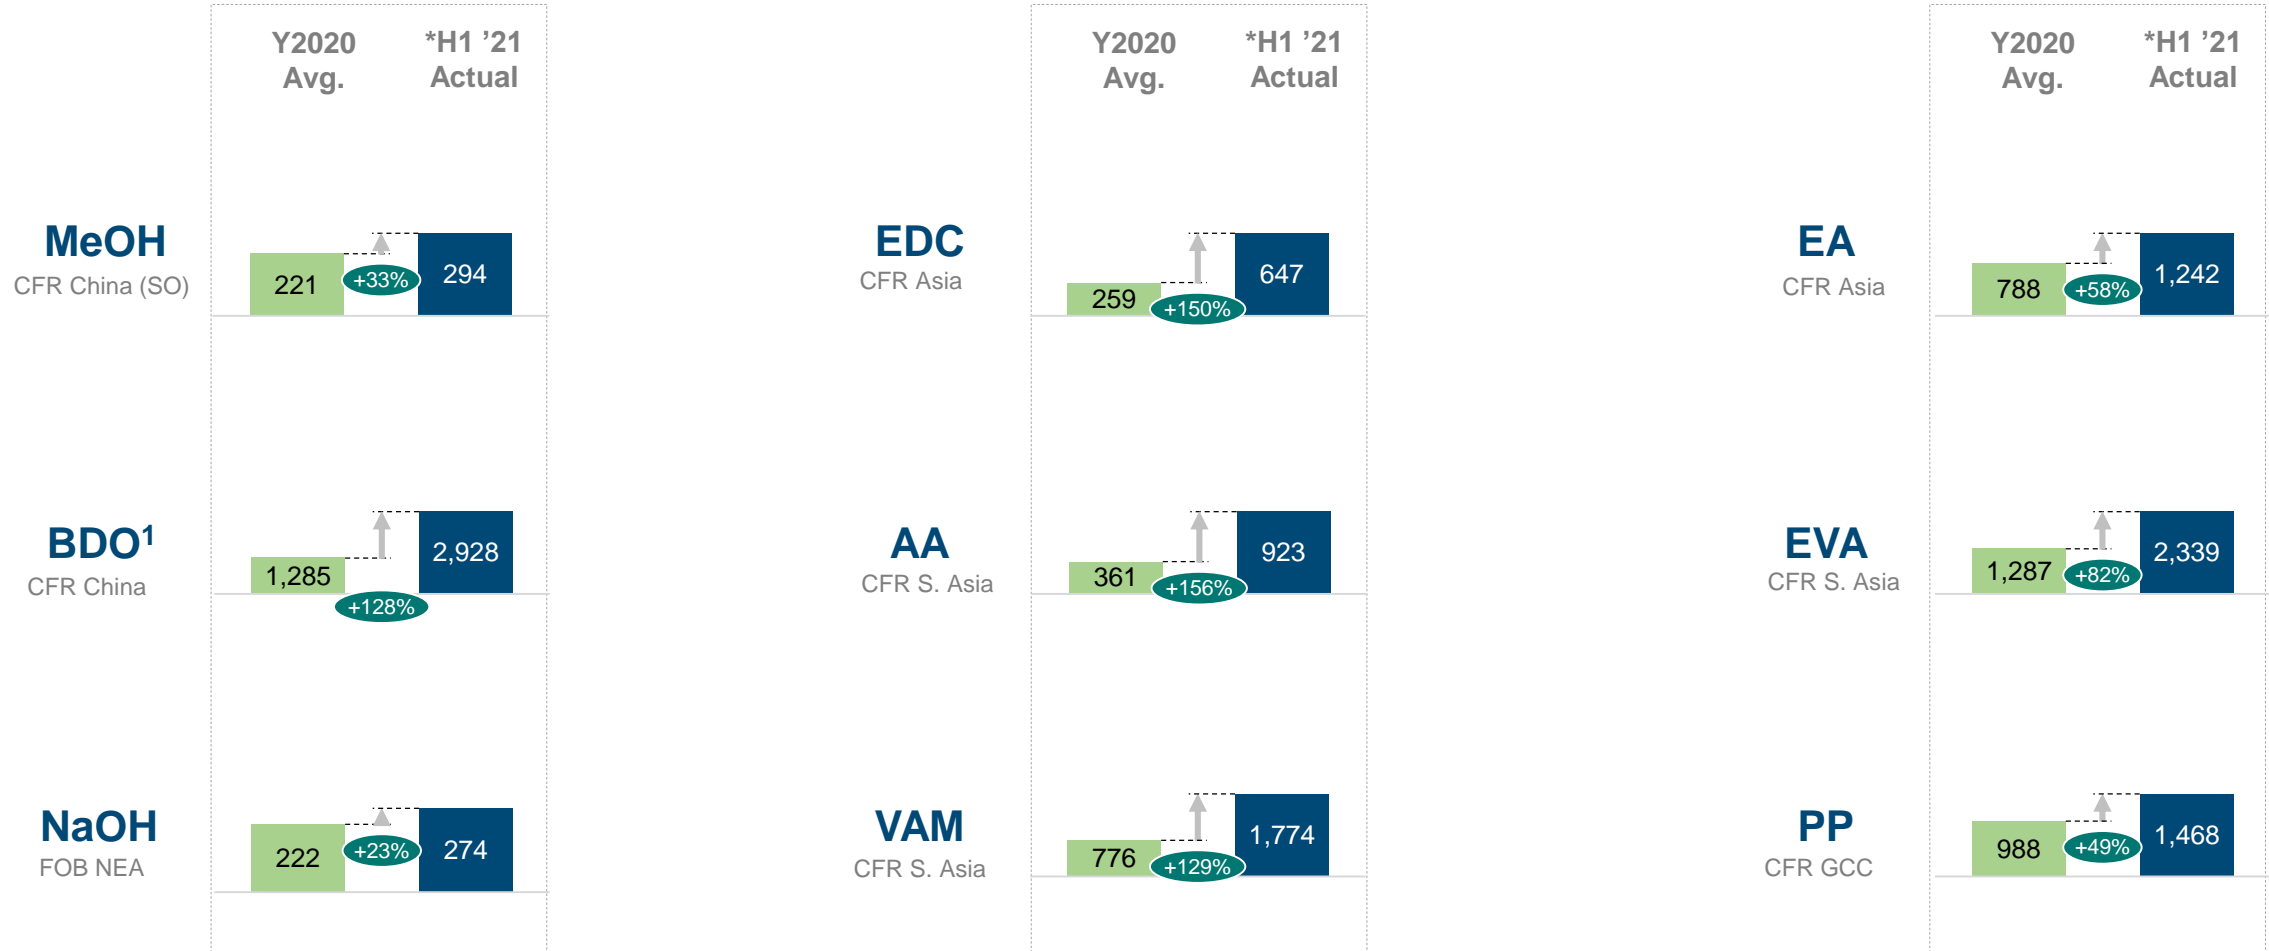 Y2020 *H1 ’21
Avg. Actual
MeOH
CFR China (SO)
221 +33% 294
BDO¹
CFR China
1,285 +128% 2,928
NaOH
FOB NEA
222 +23% 274
Y2020 *H1 ’21
Avg. Actual
EDC
CFR Asia
259 +150% 647
AA
CFR S. Asia
361 +156% 923
VAM
CFR S. Asia
776 +129% 1,774
Y2020 *H1 ’21
Avg. Actual
EA
CFR Asia
788 +58% 1,242
EVA
CFR S. Asia
1,287 +82% 2,339
PP
CFR GCC
988 +49% 1,468